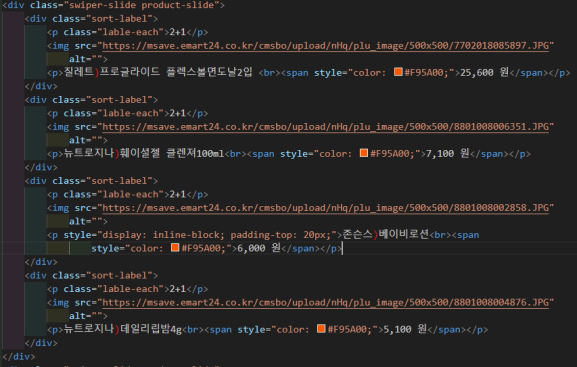 <div class="swiper-slide product-slide">
<div class="sort-label">
<p class="lable-each">2+1</p>
<img src="https://msave.emart24.co.kr/cmsbo/upload/nHq/plu_image/500x500/7702018085897.JPG"
alt="">
<p>질레트)프로글라이드 플렉스볼면도날2입 <br><span style="color: #F95A00;">25,600 원</span></p>
</div>
<div class="sort-label">
<p class="lable-each">2+1</p>
<img src="https://msave.emart24.co.kr/cmsbo/upload/nHq/plu_image/500x500/8801008006351.JPG"
alt="">
<p>뉴트로지나)훼이셜젤 클렌져100ml<br><span style="color: #F95A00;">7,100 원</span></p>
</div>
<div class="sort-label">
<p class="lable-each">2+1</p>
<img src="https://msave.emart24.co.kr/cmsbo/upload/nHq/plu_image/500x500/8801008002858.JPG"
alt="">
<p style="display: inline-block; padding-top: 20px;">존슨스)베이비로션<br><span
style="color: #F95A00;">6,000 원</span></p>
</div>
<div class="sort-label">
<p class="lable-each">2+1</p>
<img src="https://msave.emart24.co.kr/cmsbo/upload/nHq/plu_image/500x500/8801008004876.JPG"
alt="">
<p>뉴트로지나)데일리립밤4g<br><span style="color: #F95A00;">5,100 원</span></p>
</div>
</div>